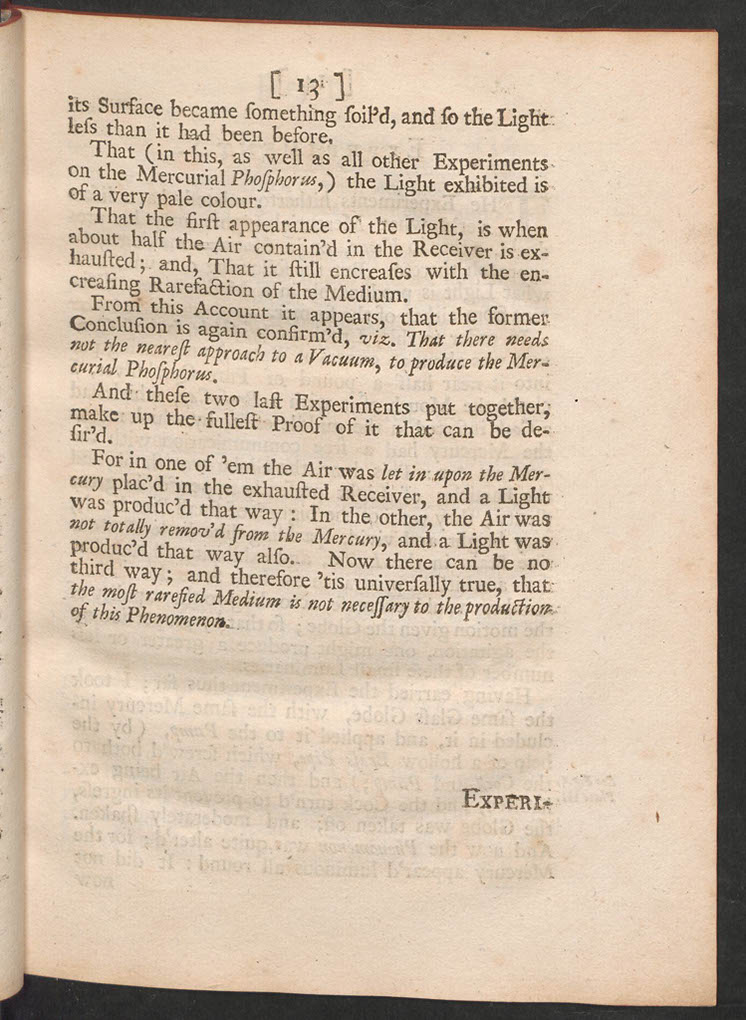 [ 13 ]
its Surface became ſomething ſoil'd, and ſo the Light
leſs than it had been before.
That (in this, as well as all other Experiments
on the Mercurial Phoſphorus,) the Light exhibited is
of a very pale colour.
That the firſt appearance of the Light, is when
about half the Air contain'd in the Receiver is ex-
hauſted; and, That it ſtill encreaſes with the en-
creaſing Rarefaction of the Medium.
From this Account it appears, that the former
Concluſion is again confirm'd, viz. That there needs
not the neareſt approach to a Vacuum, to produce the Mer-
curial Phoſphorus.
And theſe two laſt Experiments put together,
make up the fulleſt Proof of it that can be de-
ſir'd.
For in one of 'em the Air was let in upon the Mer-
cury plac'd in the exhauſted Receiver, and a Light
was produc'd that way : In the other, the Air was
not totally remov'd from the Mercury, and a Light was
produc'd that way alſo. Now there can be no
third way; and therefore 'tis univerſally true, that
the moſt rarefied Medium is not neceſſary to the production
of this Phenomenon.
EXPERI-